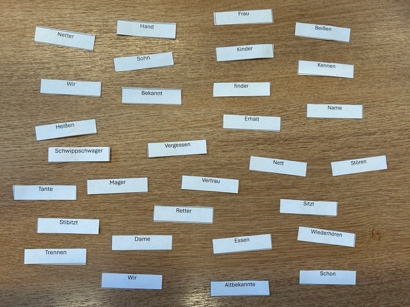 Frau
Hand
Beißen
Netter
Kinder
Sohn
Kennen
Wir
finder
Bekannt
Name
Erhält
Heißen
Vergessen
Schwippschwager
Nett
Stören
Vertrau
Mager
Tante
Sitzt
Retter
Stibitzt
Wiederhören
Dame
Essen
Trennen
Schon
Wir
Altbekannte